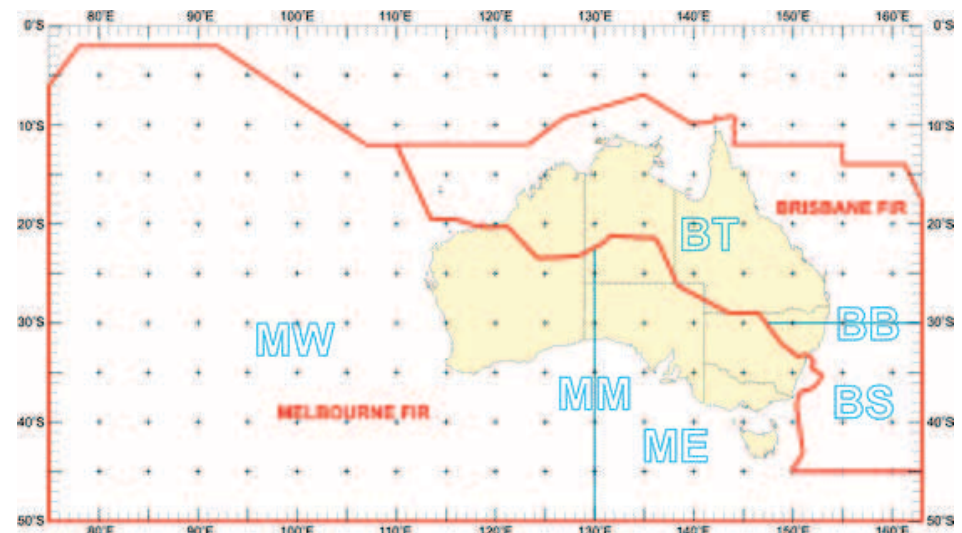 80°E 90°E 100°E 110°E 120°E 130°E 140°E 150°E 160°E
0°S 0°S
10°S 10°S
BRISBANE FIR
20°S 20°S
BT
30°S 30°S
BB
MW
MM
BS
MELBOURNE FIR
40°S 40°S
ME
50°S 50°S
80°E 90°E 100°E 110°E 120°E 130°E 140°E 150°E 160°E